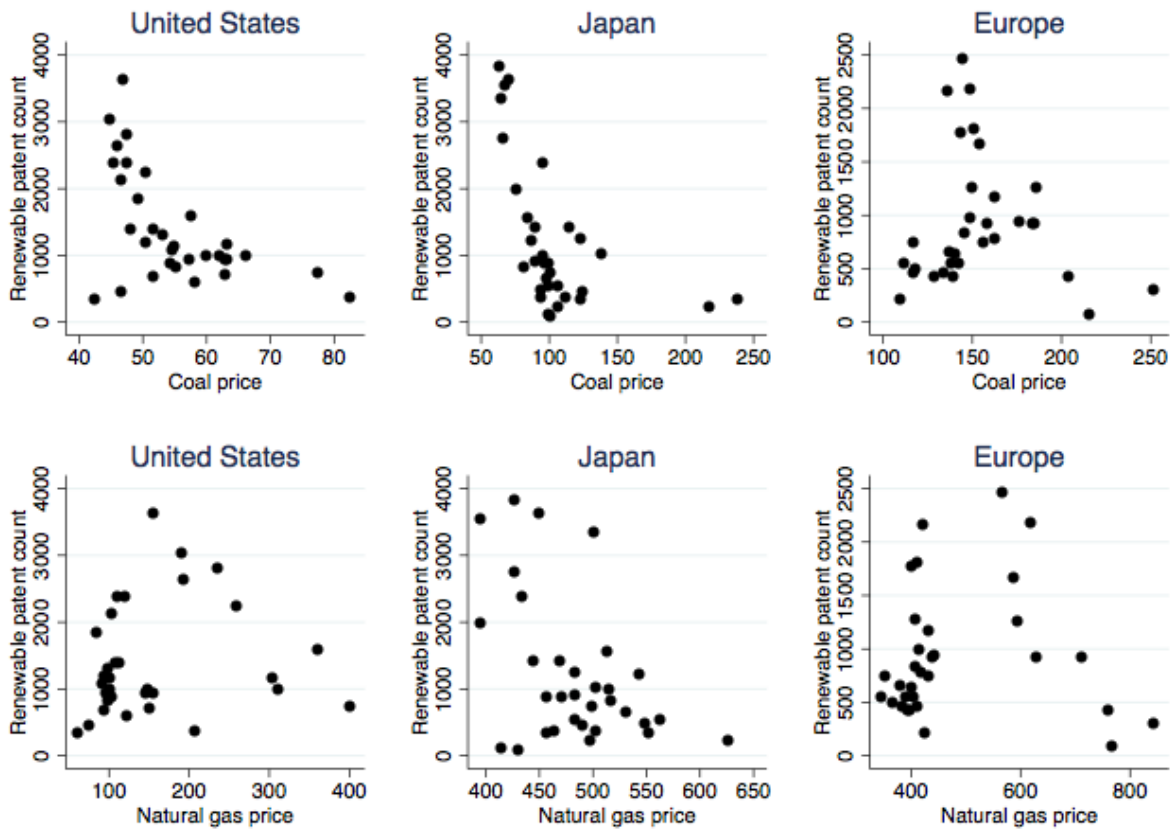 United States
Japan
Europe
Renewable patent count
4000
3000
2000
1000
0
40 50 60 70 80
Coal price
Renewable patent count
4000
3000
2000
1000
0
50 100 150 200 250
Coal price
Renewable patent count
2500
2000
1500
1000
500
0
100 150 200 250
Coal price
United States
Japan
Europe
Renewable patent count
4000
3000
2000
1000
0
100 200 300 400
Natural gas price
Renewable patent count
4000
3000
2000
1000
0
400 450 500 550 600 650
Natural gas price
Renewable patent count
2500
2000
1500
1000
500
0
400 600 800
Natural gas price